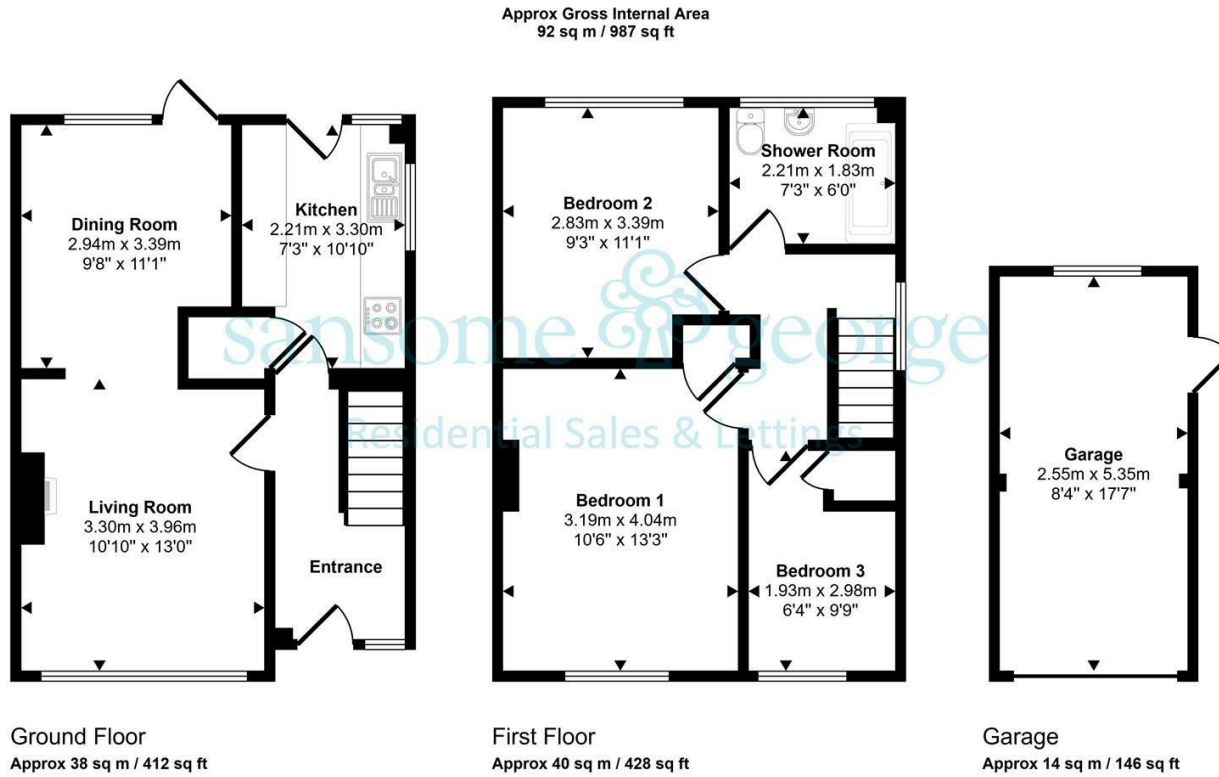 Approx Gross Internal Area
92 sq m / 987 sq ft
Dining Room
2.94m x 3.39m
9'8" x 11'1"
Kitchen
2.21m x 3.30m
7'3" x 10'10"
Living Room
3.30m x 3.96m
10'10" x 13'0"
Entrance
Bedroom 2
2.83m x 3.39m
9'3" x 11'1"
Shower Room
2.21m x 1.83m
7'3" x 6'0"
Bedroom 1
3.19m x 4.04m
10'6" x 13'3"
Bedroom 3
1.93m x 2.98m
6'4" x 9'9"
Garage
2.55m x 5.35m
8'4" x 17'7"
sansome george
Residential Sales & Lettings
Ground Floor
Approx 38 sq m / 412 sq ft
First Floor
Approx 40 sq m / 428 sq ft
Garage
Approx 14 sq m / 146 sq ft